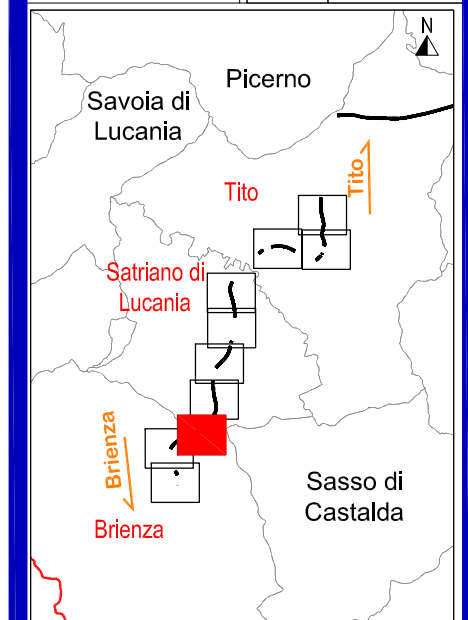 N
Picerno
Savoia di
Lucania
Tito
Tito
Satriano di
Lucania
Brienza
Sasso di
Castalda
Brienza